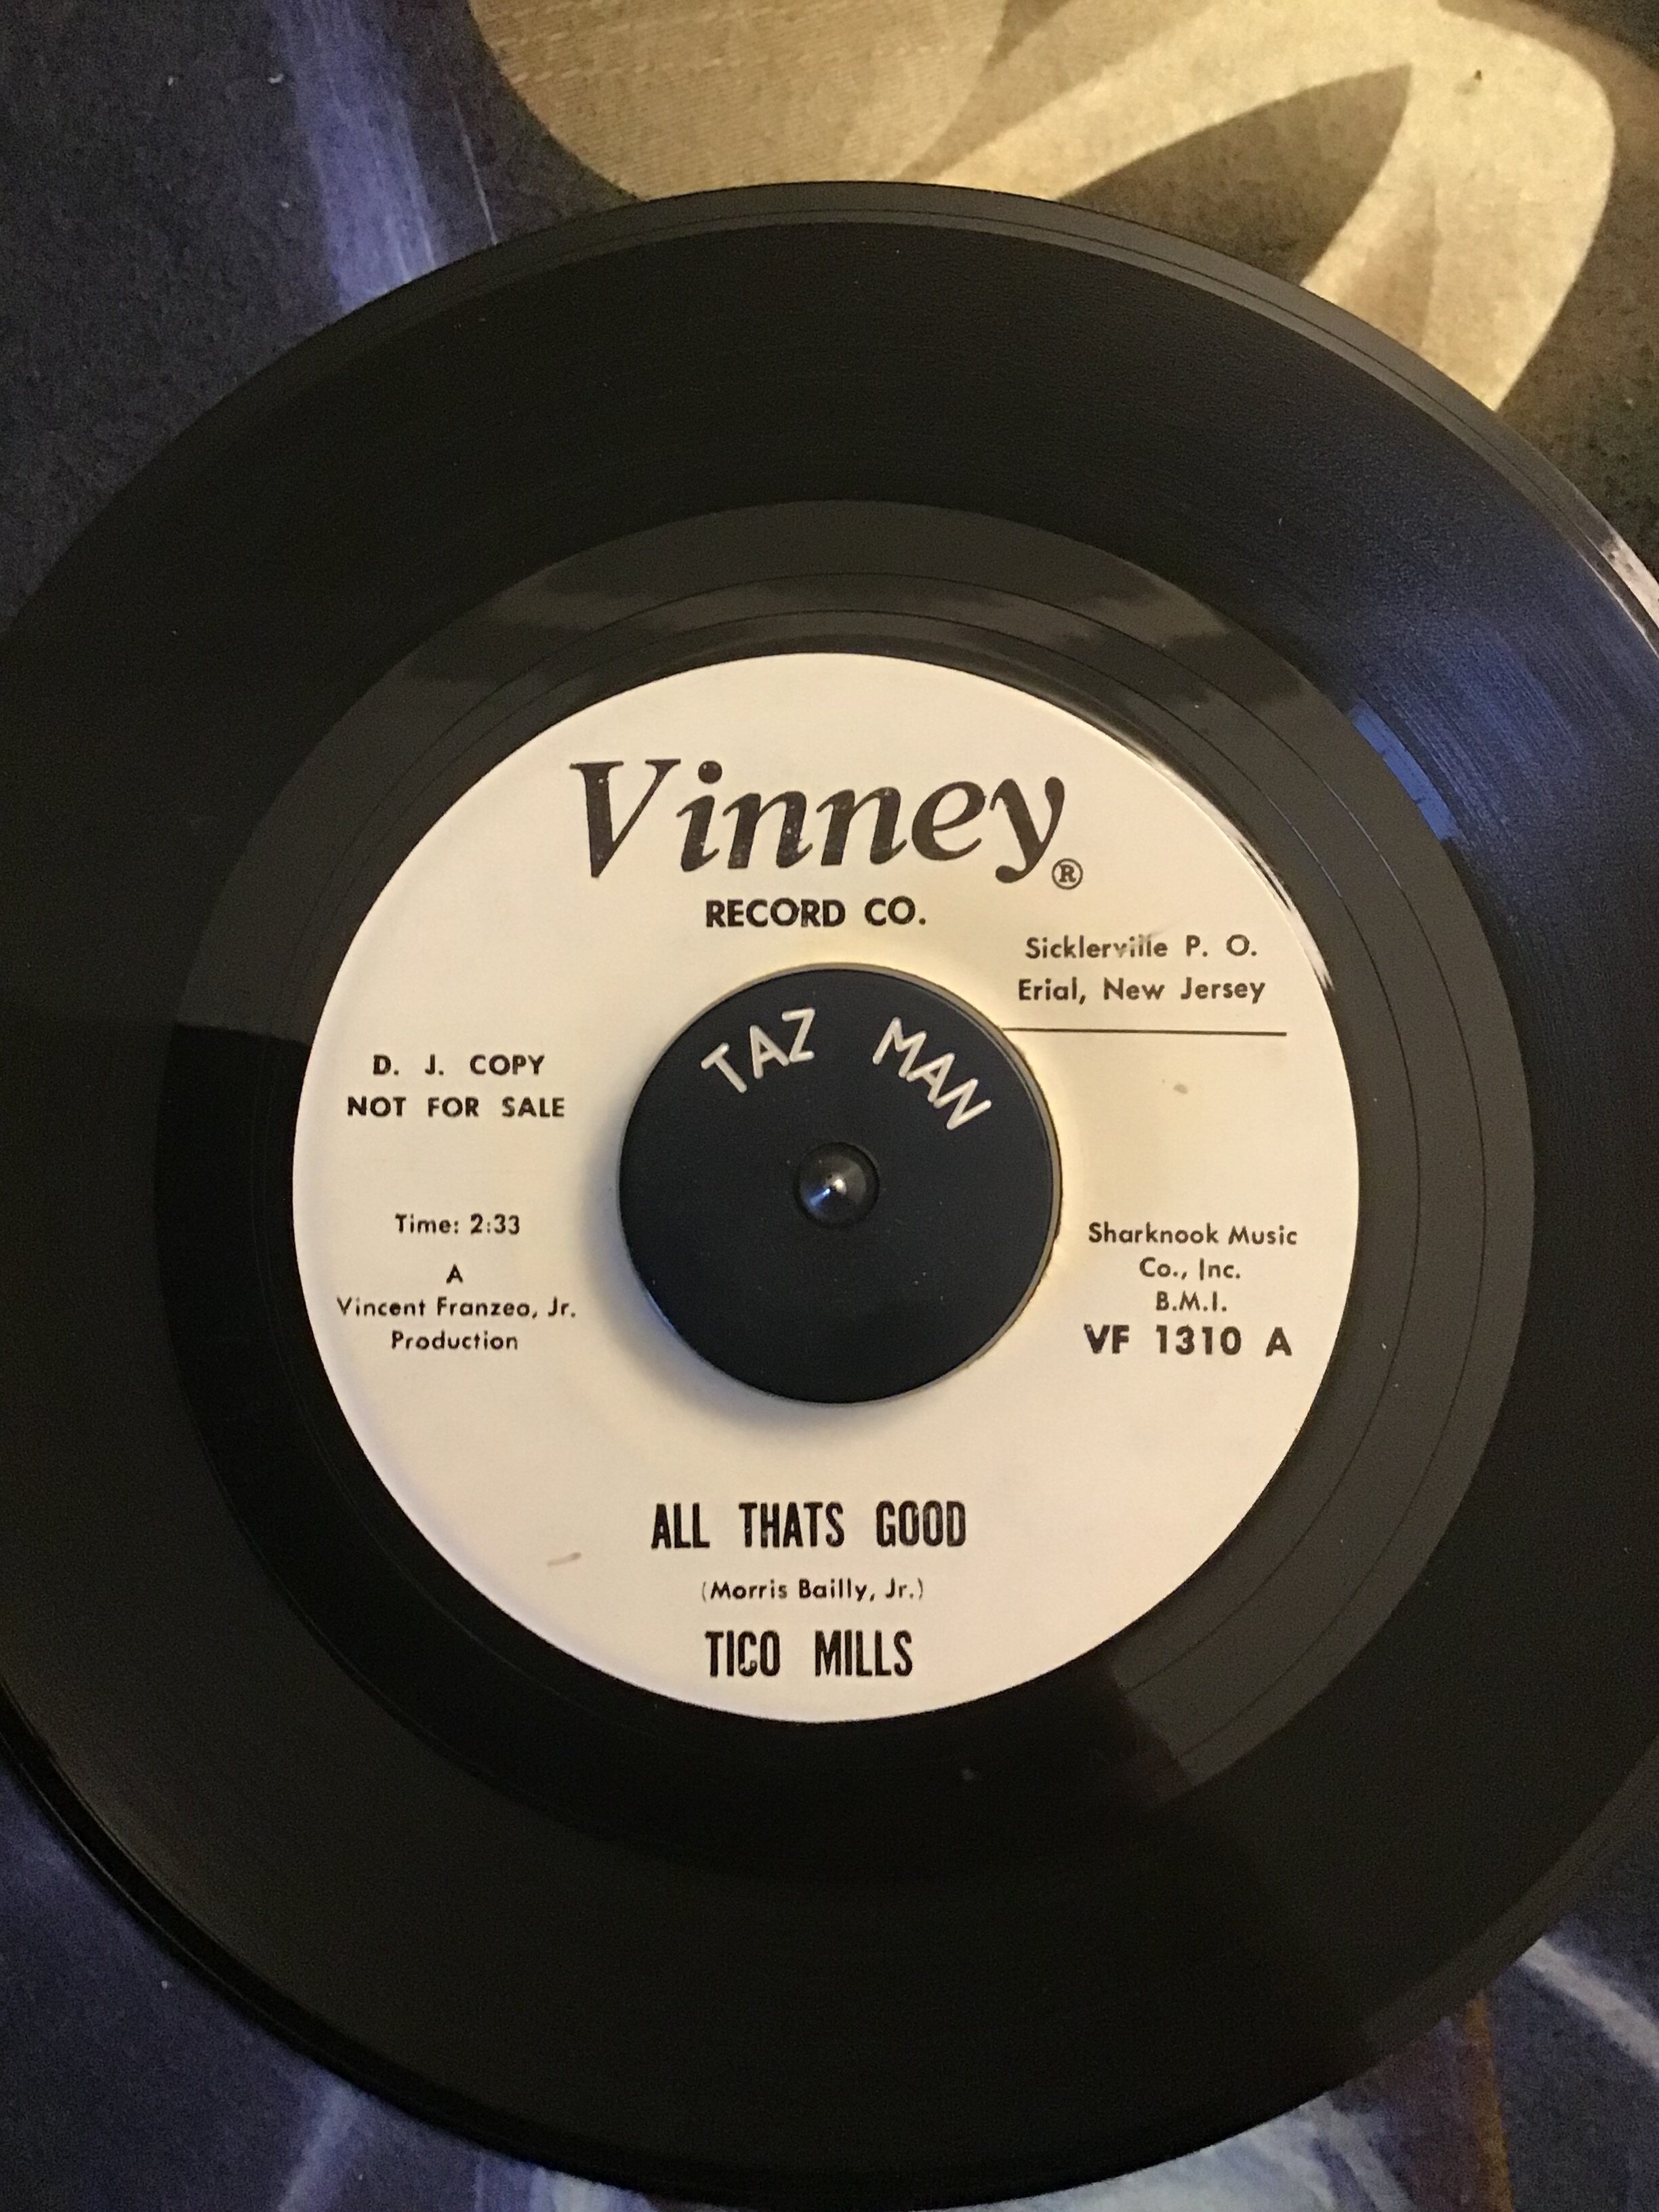 Vinney®
RECORD CO.
Sicklerville P. O.
Erial, New Jersey
TAZ MAN
D. J. COPY
NOT FOR SALE
Time: 2:33
A
Vincent Franzeo, Jr.
Production
Sharknook Music
Co., Inc.
B.M.I.
VF 1310 A
ALL THATS GOOD
(Morris Bailly, Jr.)
TICO MILLS